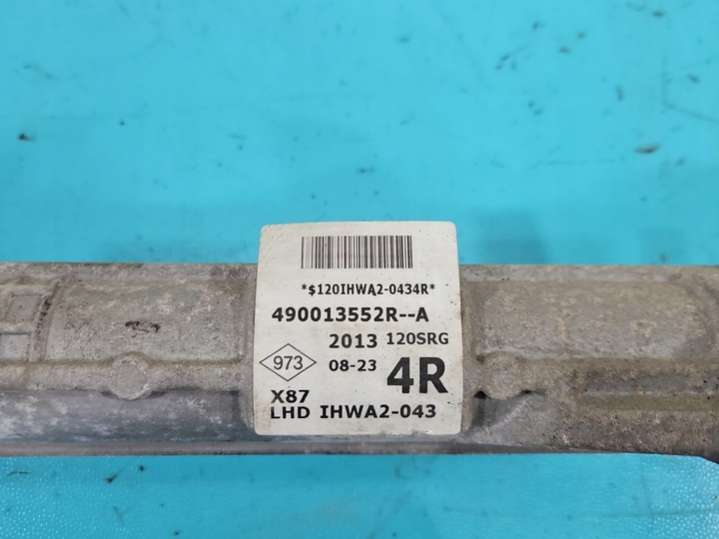 *$120IHWA2-0434R*
490013552R--A
2013 120SRG
973 08-23 4R
X87
LHD IHWA2-043